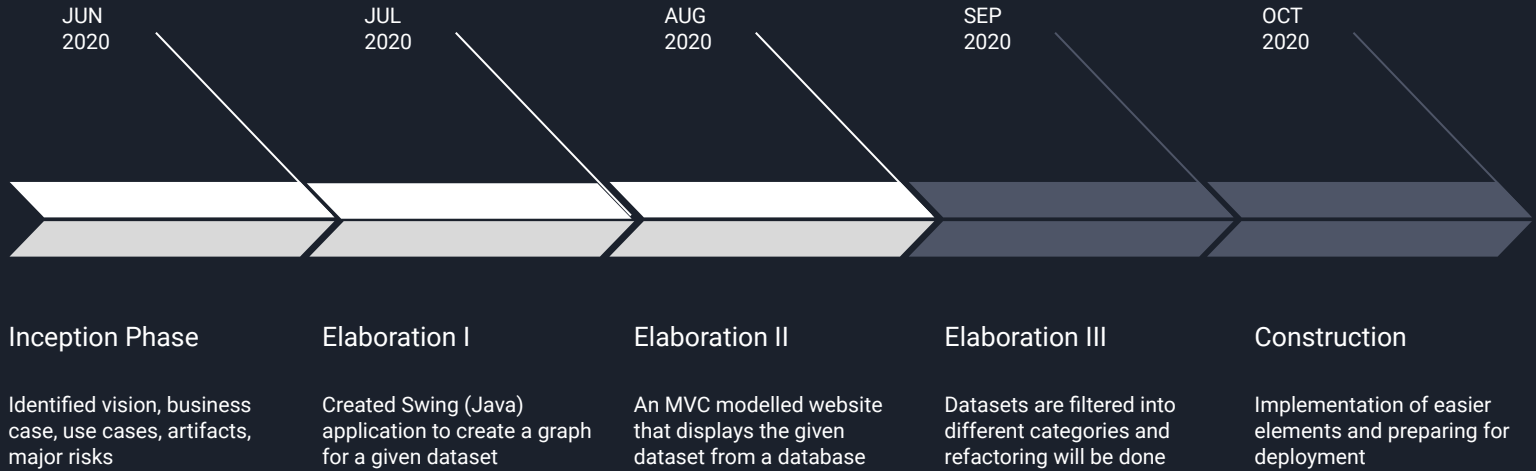 JUN
2020
JUL
2020
AUG
2020
SEP
2020
OCT
2020
Inception Phase
Identified vision, business
case, use cases, artifacts,
major risks
Elaboration I
Created Swing (Java)
application to create a graph
for a given dataset
Elaboration II
An MVC modelled website
that displays the given
dataset from a database
Elaboration III
Datasets are filtered into
different categories and
refactoring will be done
Construction
Implementation of easier
elements and preparing for
deployment